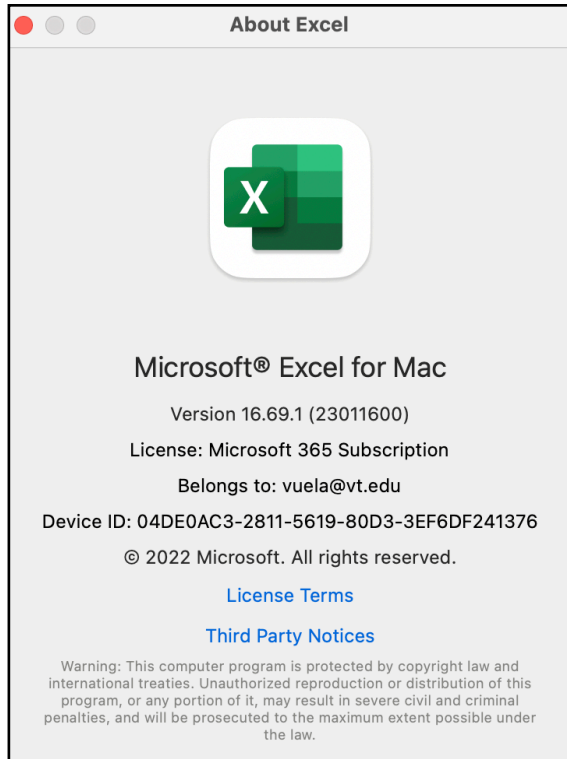 About Excel
X
Microsoft® Excel for Mac
Version 16.69.1 (23011600)
License: Microsoft 365 Subscription
Belongs to: vuela@vt.edu
Device ID: 04DE0AC3-2811-5619-80D3-3EF6DF241376
© 2022 Microsoft. All rights reserved.
License Terms
Third Party Notices
Warning: This computer program is protected by copyright law and
international treaties. Unauthorized reproduction or distribution of this
program, or any portion of it, may result in severe civil and criminal
penalties, and will be prosecuted to the maximum extent possible under
the law.